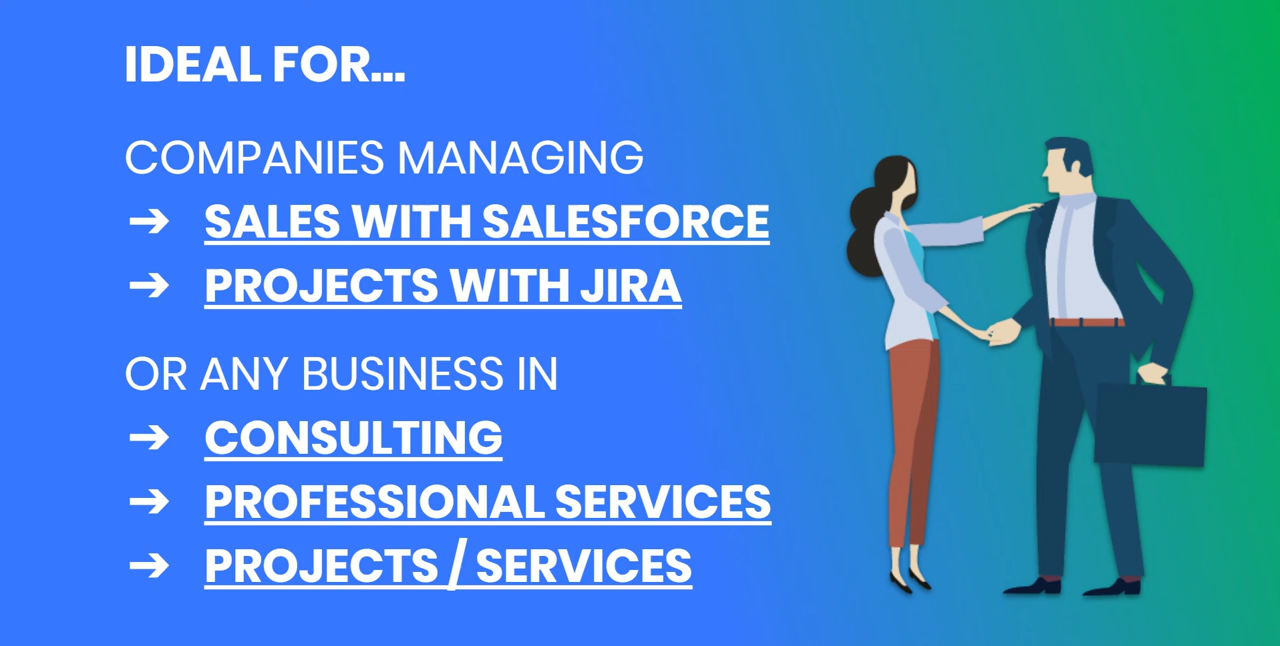 IDEAL FOR...
COMPANIES MANAGING
➔ SALES WITH SALESFORCE
➔ PROJECTS WITH JIRA
OR ANY BUSINESS IN
➔ CONSULTING
➔ PROFESSIONAL SERVICES
➔ PROJECTS / SERVICES